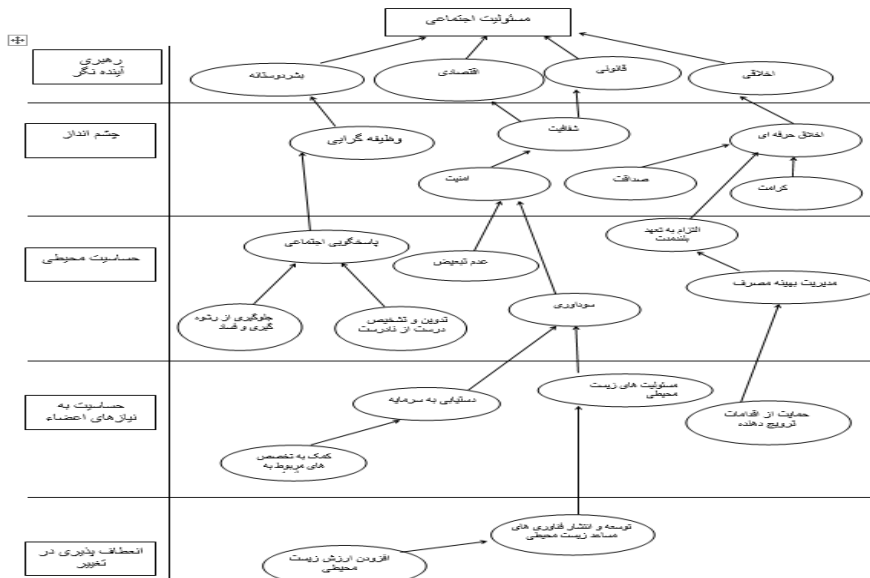 مسئولیت اجتماعی
رهبری
آینده نگر
اخلاقی
قانونی
اقتصادی
بشردوستانه
چشم انداز
اخلاق حرفه ای
شفافیت
وظیفه گرایی
کرامت
صداقت
امنیت
حساسیت محیطی
التزام به تعهد
بلندمدت
پاسخگویی اجتماعی
عدم تبعیض
مدیریت بهینه مصرف
سوداوری
جلوگیری از رشوه
گیری و فساد
تدوین و تشخیص
درست از نادرست
حساسیت به
نیازهای اعضاء
مسئولیت های زیست
محیطی
دستیابی به سرمایه
حمایت از اقدامات
ترویج دهنده
کمک به تخصص
های مربوط به
انعطاف پذیری در
تغییر
توسعه و انتشار فناوری های
مساعد زیست محیطی
افزودن ارزش زیست
محیطی